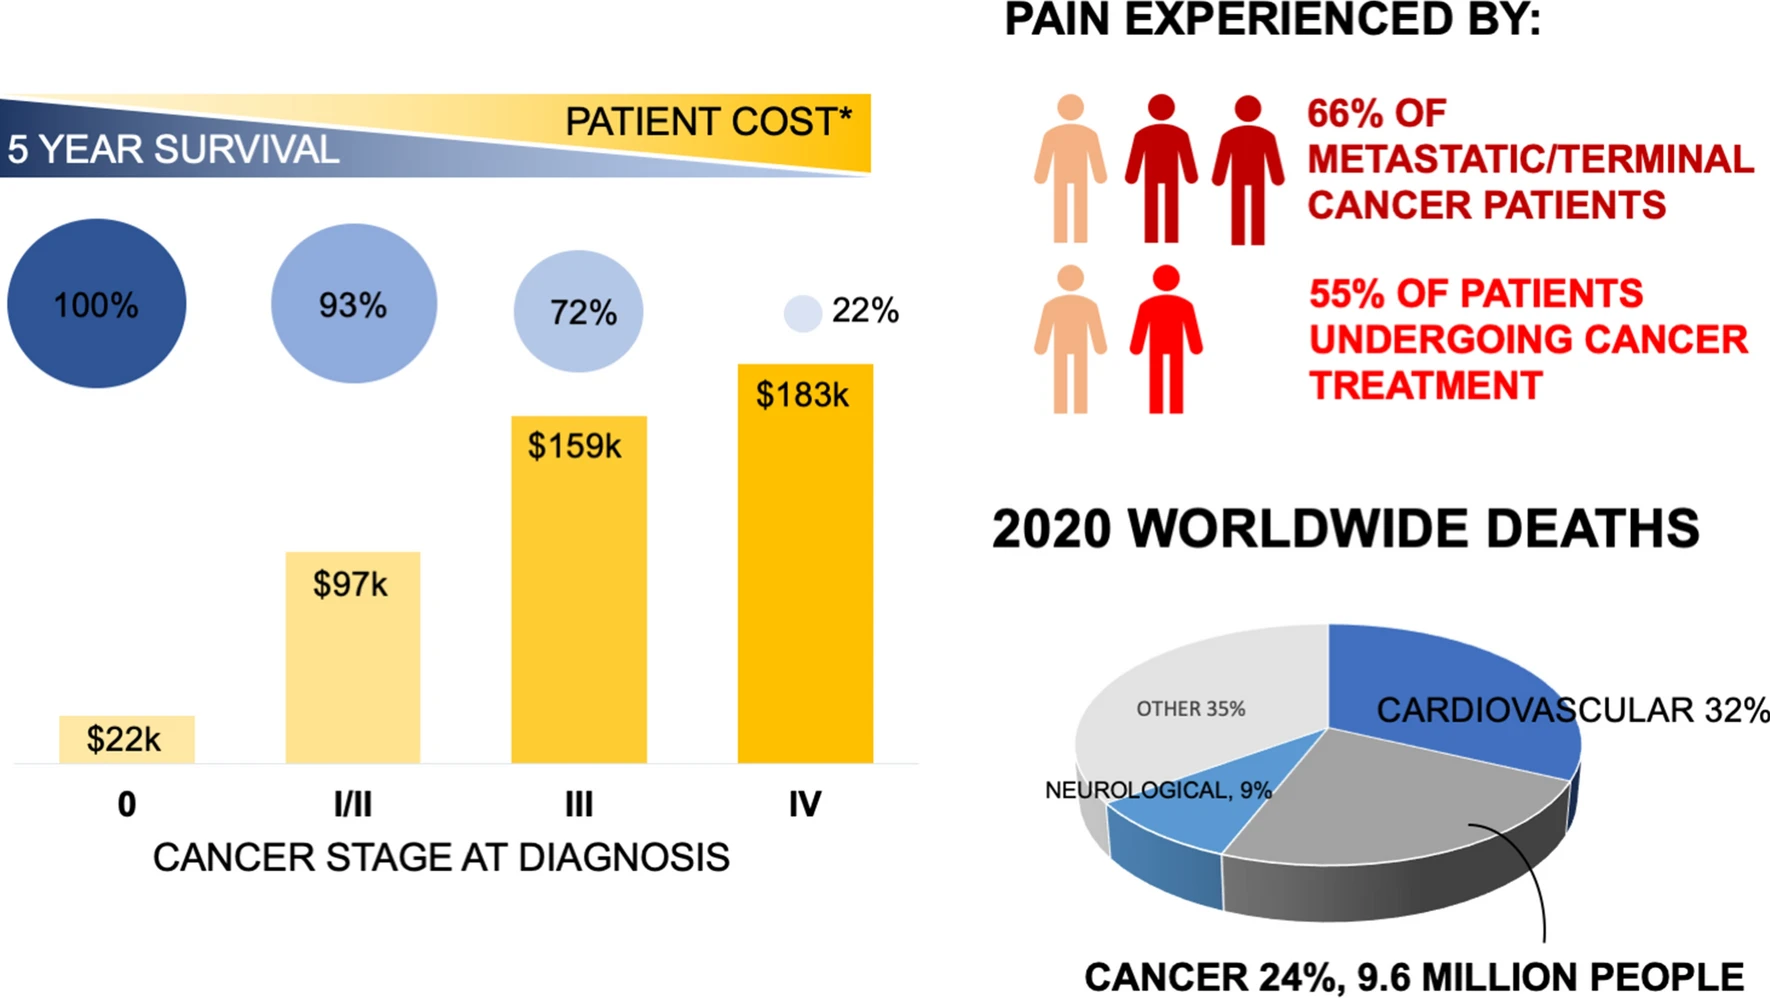 5 YEAR SURVIVAL
PATIENT COST*
100%
93%
72%
22%
$22k
$97k
$159k
$183k
0
I/II
III
IV
CANCER STAGE AT DIAGNOSIS
PAIN EXPERIENCED BY:
66% OF
METASTATIC/TERMINAL
CANCER PATIENTS
55% OF PATIENTS
UNDERGOING CANCER
TREATMENT
2020 WORLDWIDE DEATHS
OTHER 35%
CARDIOVASCULAR 32%
NEUROLOGICAL, 9%
CANCER 24%, 9.6 MILLION PEOPLE